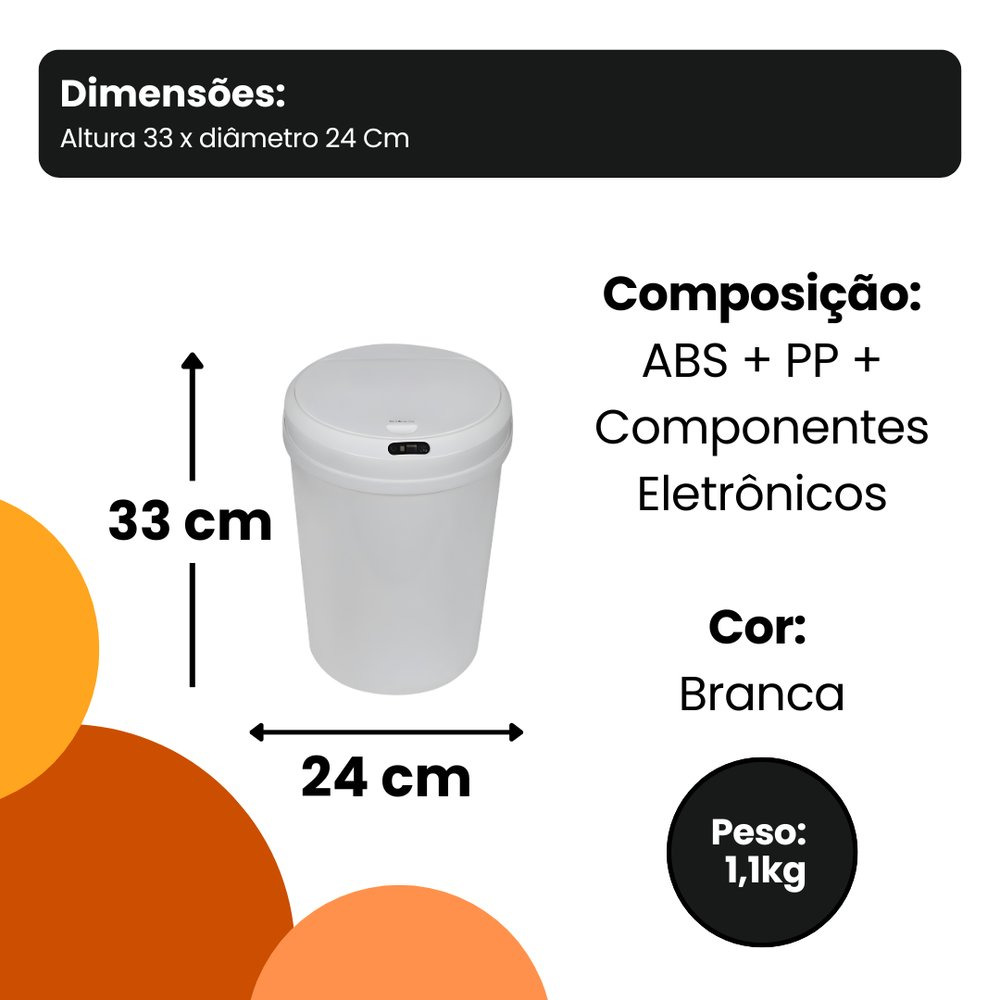 Dimensões:
Altura 33 x diâmetro 24 Cm
Composição:
ABS + PP +
Componentes
Eletrônicos
33 cm
Cor:
Branca
24 cm
Peso:
1,1kg